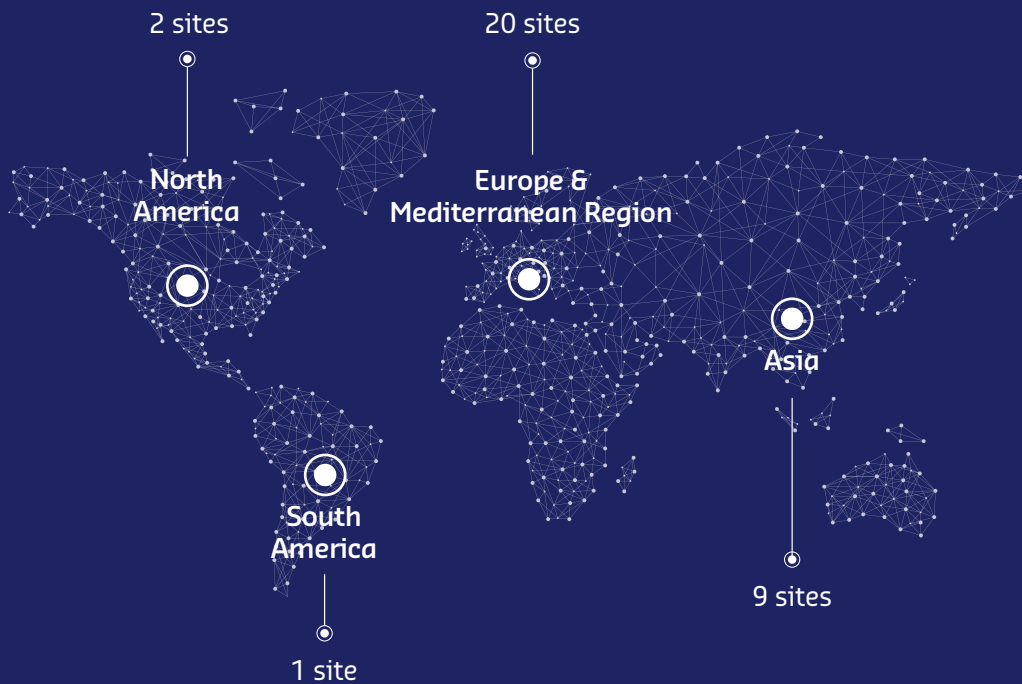 2 sites
20 sites
North
America
Europe &
Mediterranean Region
Asia
South
America
9 sites
1 site